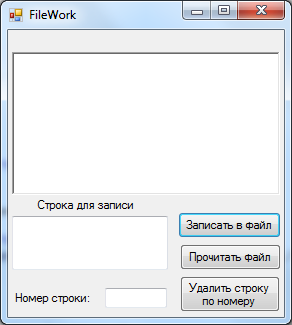 FileWork
Строка для записи
Записать в файл
Прочитать файл
Номер строки:
Удалить строку
по номеру